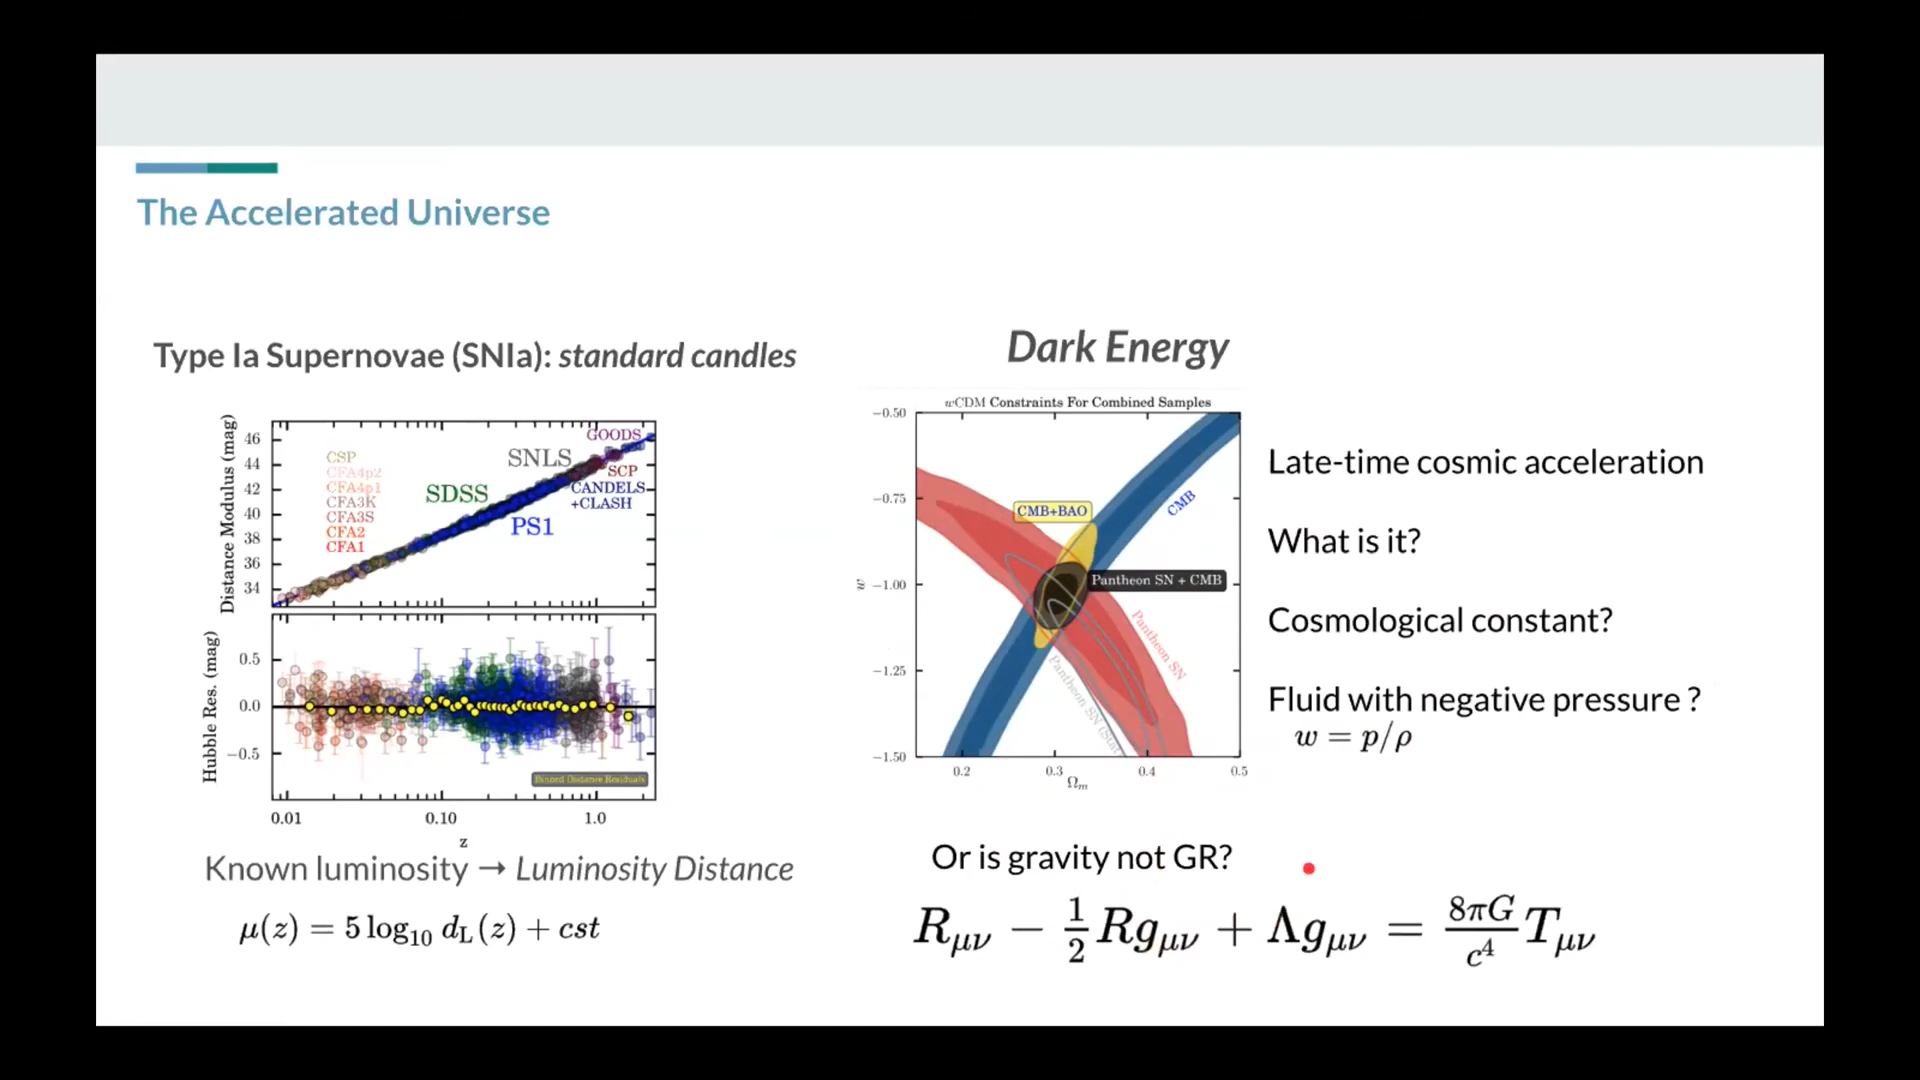 The Accelerated Universe
Type Ia Supernovae (SNIa): standard candles
Distance Modulus (mag)
46
44
42
40
38
36
34
CSP
CFA4p2
CFA4p1
CFA3K
CFA3S
CFA2
CFA1
SDSS
SNLS
PS1
GOODS
SCP
CANDELS
+CLASH
Hubble Res. (mag)
0.5
0.0
−0.5
Binned Distance Residuals
0.01 0.10 1.0
z
Known luminosity → Luminosity Distance
μ(z) = 5 log₁₀ d_L(z) + cst
Dark Energy
wCDM Constraints For Combined Samples
w
−0.50
−0.75
−1.00
−1.25
−1.50
CMB+BAO
CMB
Pantheon SN + CMB
Pantheon SN
Pantheon SN (Stat
0.2 0.3 0.4 0.5
Ωₘ
Late-time cosmic acceleration
What is it?
Cosmological constant?
Fluid with negative pressure ?
w = p/ρ
Or is gravity not GR?
R_μν − 1/2 Rg_μν + Λg_μν = 8πG/c⁴ T_μν